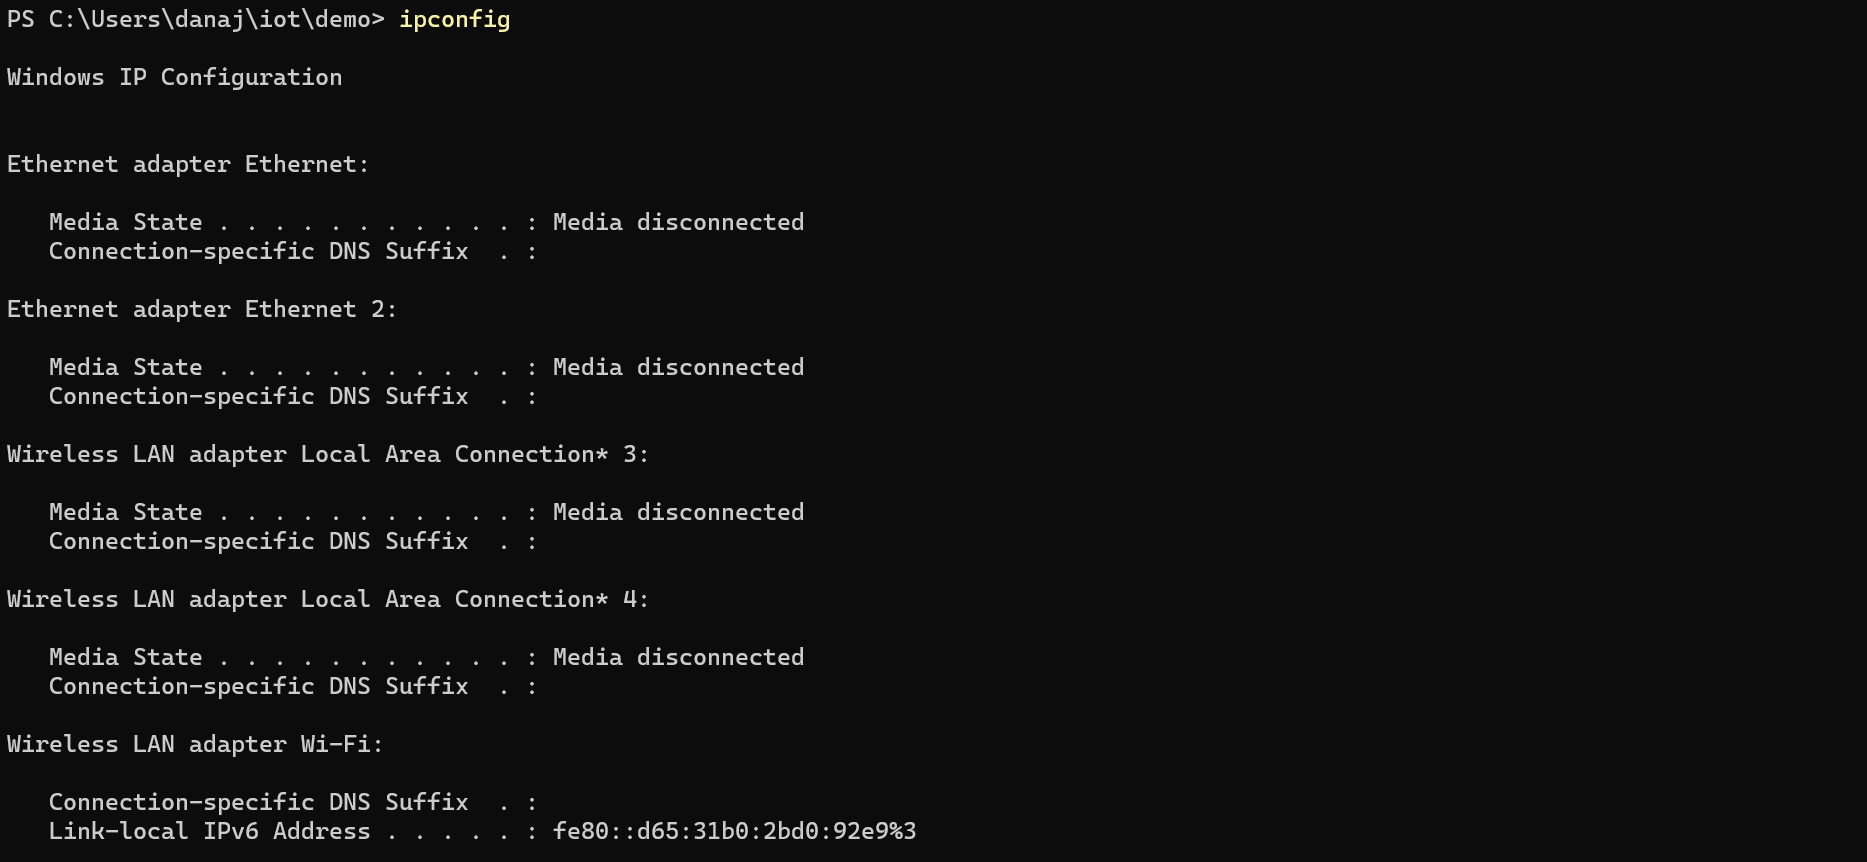 PS C:\Users\danaj\iot\demo> ipconfig
Windows IP Configuration
Ethernet adapter Ethernet:
   Media State . . . . . . . . . . . : Media disconnected
   Connection-specific DNS Suffix  . :
Ethernet adapter Ethernet 2:
   Media State . . . . . . . . . . . : Media disconnected
   Connection-specific DNS Suffix  . :
Wireless LAN adapter Local Area Connection* 3:
   Media State . . . . . . . . . . . : Media disconnected
   Connection-specific DNS Suffix  . :
Wireless LAN adapter Local Area Connection* 4:
   Media State . . . . . . . . . . . : Media disconnected
   Connection-specific DNS Suffix  . :
Wireless LAN adapter Wi-Fi:
   Connection-specific DNS Suffix  . :
   Link-local IPv6 Address . . . . . : fe80::d65:31b0:2bd0:92e9%3